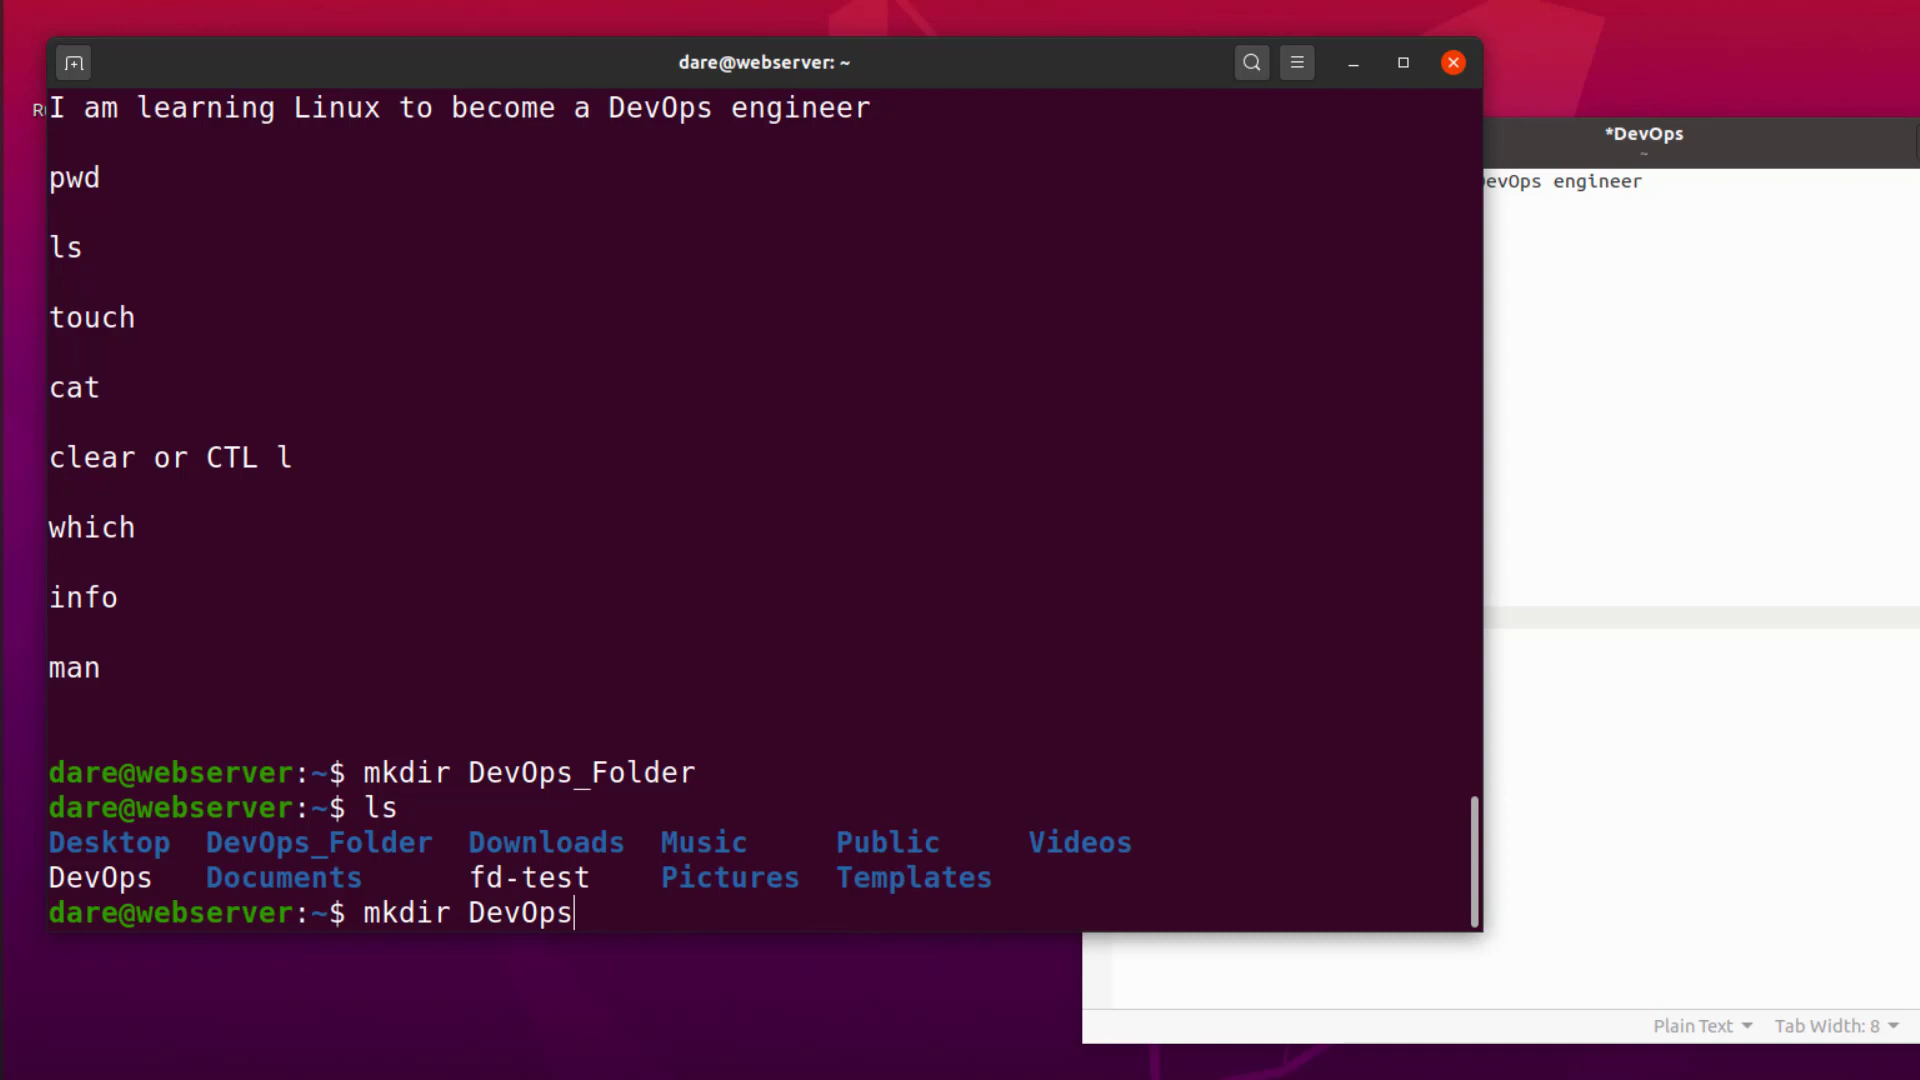 dare@webserver: ~
I am learning Linux to become a DevOps engineer
pwd
ls
touch
cat
clear or CTL l
which
info
man
dare@webserver:~$ mkdir DevOps_Folder
dare@webserver:~$ ls
Desktop DevOps_Folder Downloads Music Public Videos
DevOps Documents fd-test Pictures Templates
dare@webserver:~$ mkdir DevOps
*DevOps
~
evOps engineer
Plain Text Tab Width: 8